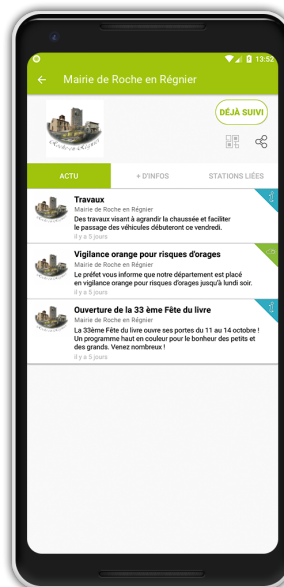 13:52
Mairie de Roche en Régnier
DÉJÀ SUIVI
Roche en Régnier
ACTU
+ D'INFOS
STATIONS LIÉES
Travaux
Mairie de Roche en Régnier
Des travaux visant à agrandir la chaussée et faciliter
le passage des véhicules débuteront ce vendredi.
il y a 5 jours
Vigilance orange pour risques d'orages
Mairie de Roche en Régnier
Le préfet vous informe que notre département est placé
en vigilance orange pour risques d'orages jusqu'à lundi soir.
il y a 5 jours
Ouverture de la 33 ème Fête du livre
Mairie de Roche en Régnier
La 33ème Fête du livre ouvre ses portes du 11 au 14 octobre !
Un programme haut en couleur pour le bonheur des petits et
des grands. Venez nombreux !
il y a 5 jours